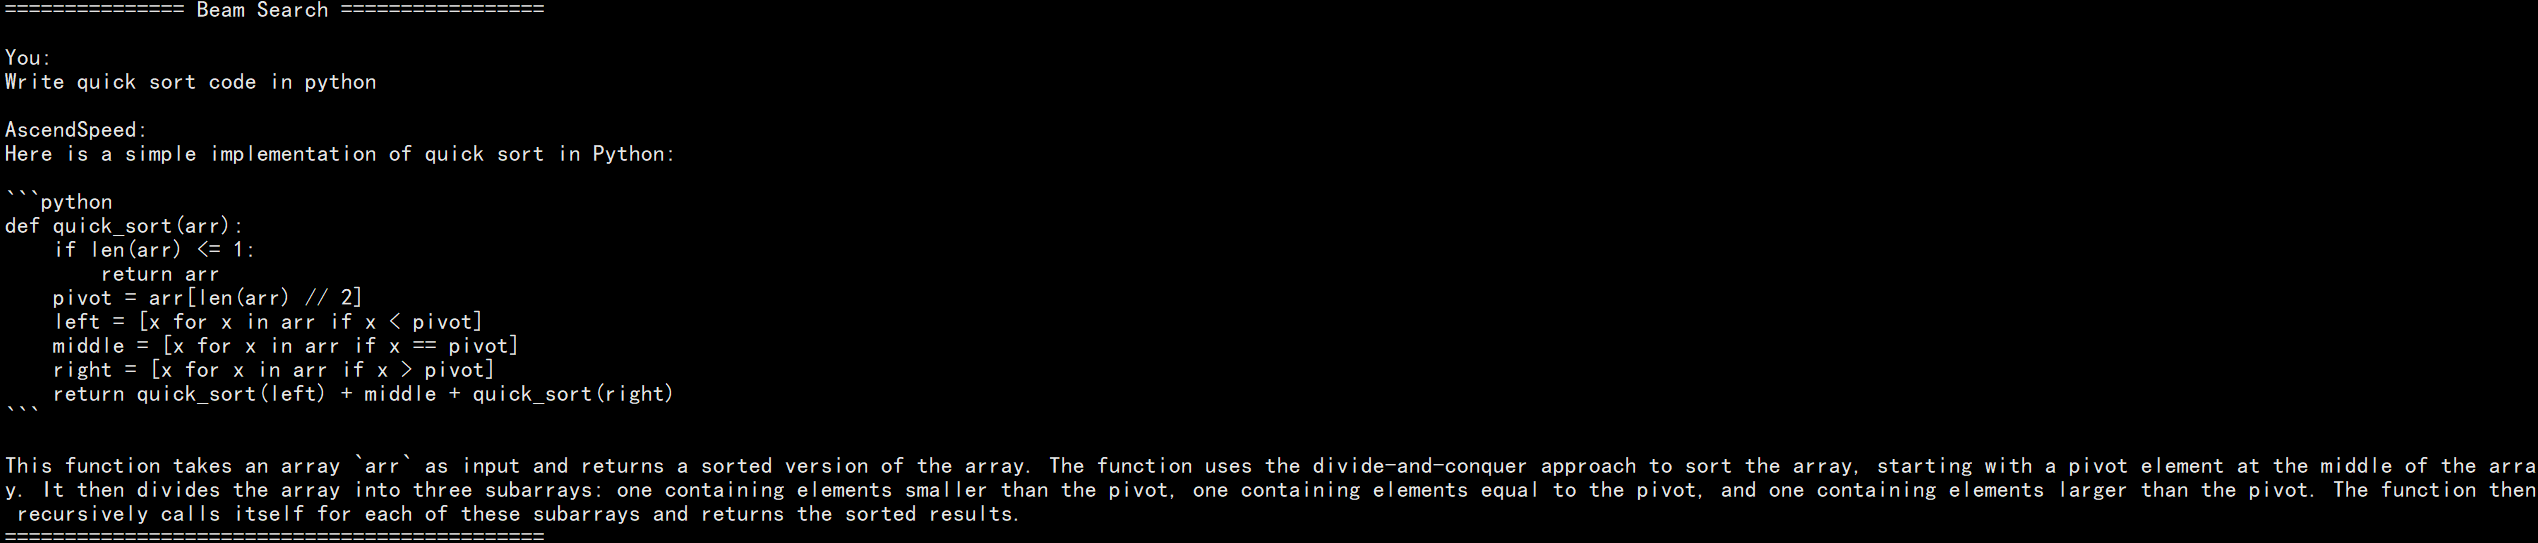 =============== Beam Search =================
You:
Write quick sort code in python
AscendSpeed:
Here is a simple implementation of quick sort in Python:
```python
def quick_sort(arr):
    if len(arr) <= 1:
        return arr
    pivot = arr[len(arr) // 2]
    left = [x for x in arr if x < pivot]
    middle = [x for x in arr if x == pivot]
    right = [x for x in arr if x > pivot]
    return quick_sort(left) + middle + quick_sort(right)
```
This function takes an array `arr` as input and returns a sorted version of the array. The function uses the divide-and-conquer approach to sort the array, starting with a pivot element at the middle of the arra
y. It then divides the array into three subarrays: one containing elements smaller than the pivot, one containing elements equal to the pivot, and one containing elements larger than the pivot. The function then
 recursively calls itself for each of these subarrays and returns the sorted results.
=============================================